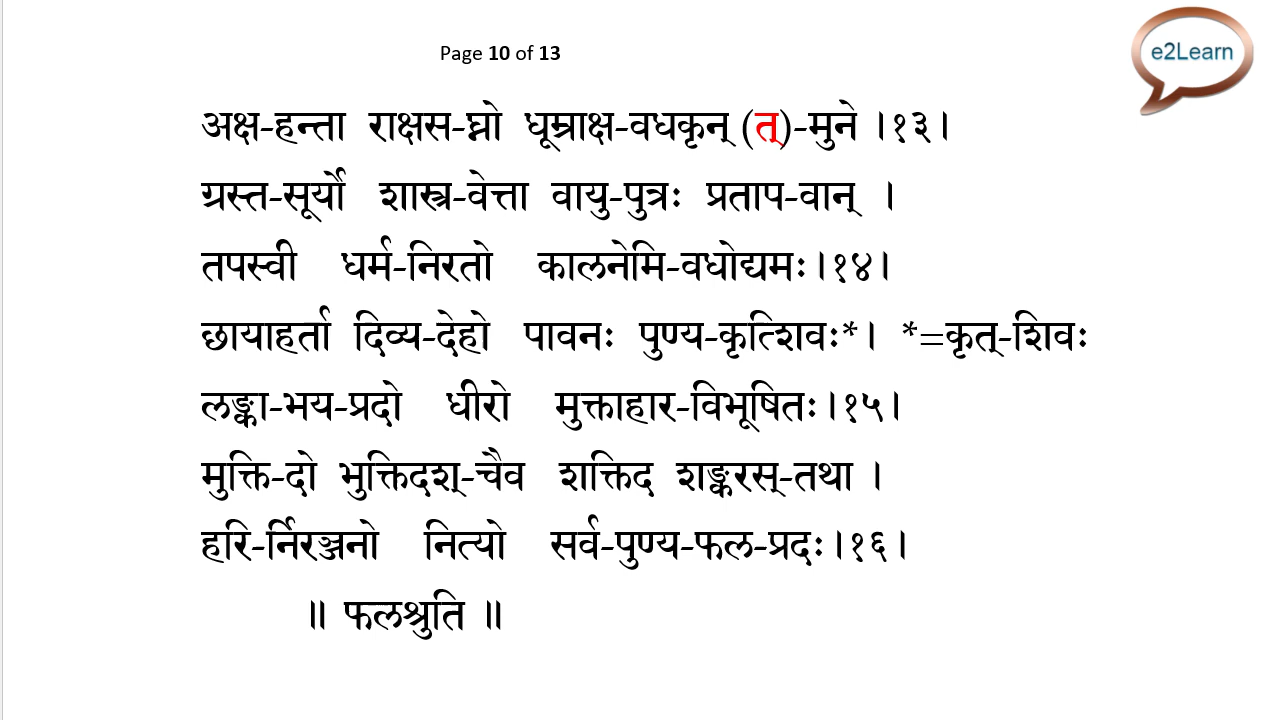 Page 10 of 13
e2Learn
अक्ष-हन्ता राक्षस-घ्नो धूम्राक्ष-वधकृन् (त्)-मुने ।१३।
ग्रस्त-सूर्यो शास्त्र-वेत्ता वायु-पुत्रः प्रताप-वान् ।
तपस्वी धर्म-निरतो कालनेमि-वधोद्यमः।१४।
छायाहर्ता दिव्य-देहो पावनः पुण्य-कृत्शिवः*। *=कृत्-शिवः
लङ्का-भय-प्रदो धीरो मुक्ताहार-विभूषितः।१५।
मुक्ति-दो भुक्तिदश्-चैव शक्तिद शङ्करस्-तथा ।
हरि-र्निरञ्जनो नित्यो सर्व-पुण्य-फल-प्रदः।१६।
॥ फलश्रुति ॥